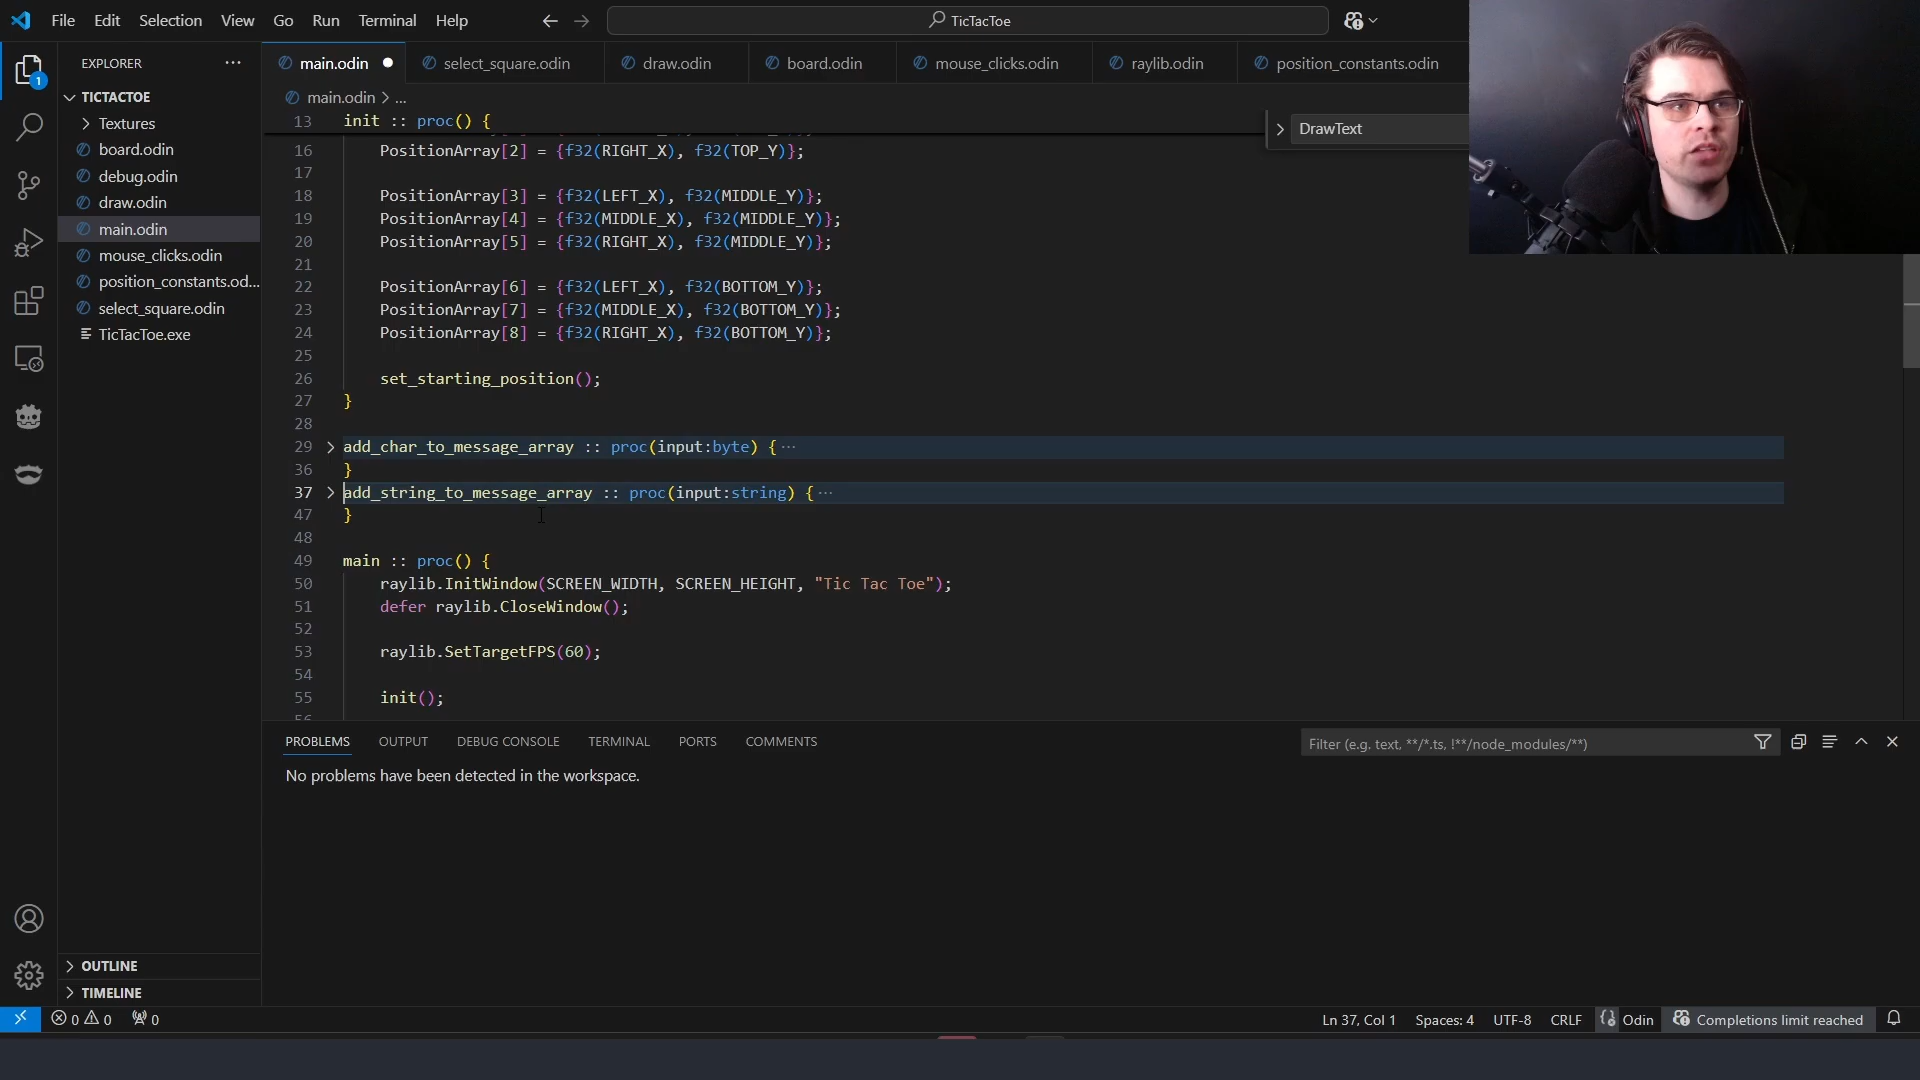 File Edit Selection View Go Run Terminal Help
TicTacToe
EXPLORER
TICTACTOE
Textures
board.odin
debug.odin
draw.odin
main.odin
mouse_clicks.odin
position_constants.od...
select_square.odin
TicTacToe.exe
OUTLINE
TIMELINE
1
main.odin select_square.odin draw.odin board.odin mouse_clicks.odin raylib.odin position_constants.odin
main.odin > ...
DrawText
13 init :: proc() {
16 PositionArray[2] = {f32(RIGHT_X), f32(TOP_Y)};
17
18 PositionArray[3] = {f32(LEFT_X), f32(MIDDLE_Y)};
19 PositionArray[4] = {f32(MIDDLE_X), f32(MIDDLE_Y)};
20 PositionArray[5] = {f32(RIGHT_X), f32(MIDDLE_Y)};
21
22 PositionArray[6] = {f32(LEFT_X), f32(BOTTOM_Y)};
23 PositionArray[7] = {f32(MIDDLE_X), f32(BOTTOM_Y)};
24 PositionArray[8] = {f32(RIGHT_X), f32(BOTTOM_Y)};
25
26 set_starting_position();
27 }
28
29 add_char_to_message_array :: proc(input:byte) { ···
36 }
37 add_string_to_message_array :: proc(input:string) { ···
47 }
48
49 main :: proc() {
50 raylib.InitWindow(SCREEN_WIDTH, SCREEN_HEIGHT, "Tic Tac Toe");
51 defer raylib.CloseWindow();
52
53 raylib.SetTargetFPS(60);
54
55 init();
PROBLEMS OUTPUT DEBUG CONSOLE TERMINAL PORTS COMMENTS
Filter (e.g. text, **/*.ts, !**/node_modules/**)
No problems have been detected in the workspace.
0 0 0
Ln 37, Col 1 Spaces: 4 UTF-8 CRLF Odin Completions limit reached